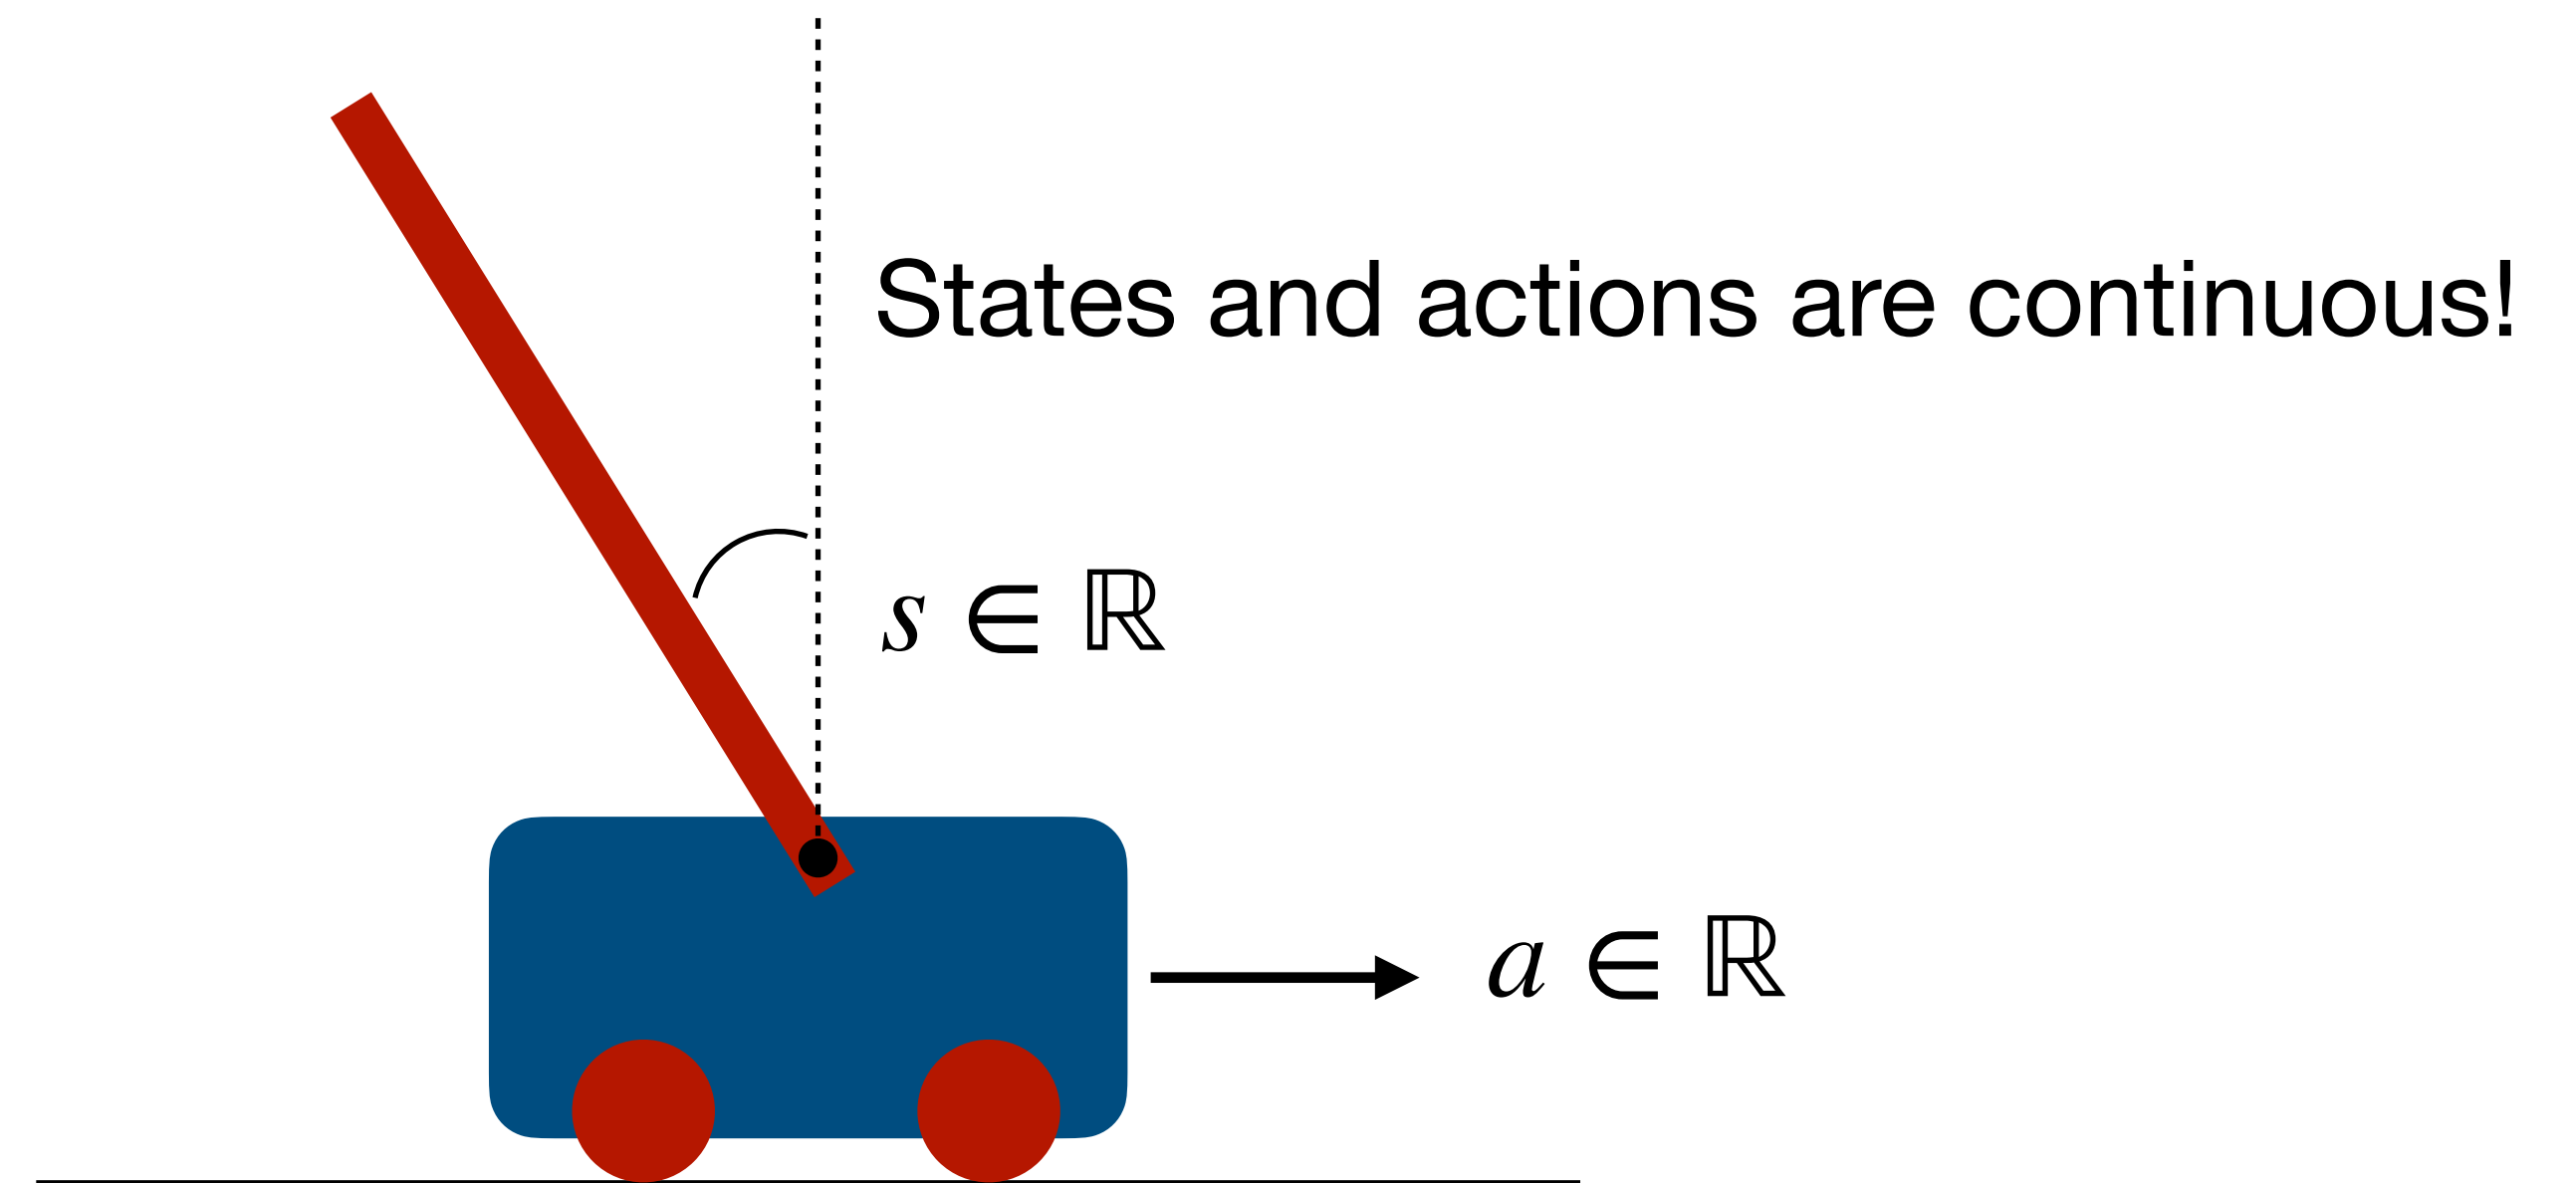 States and actions are continuous!
s ∈ ℝ
a ∈ ℝ